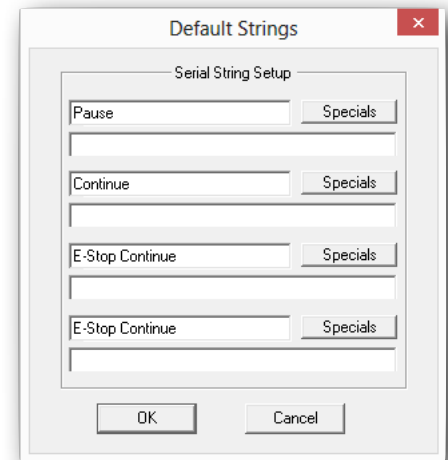 Default Strings
Serial String Setup
Pause Specials
Continue Specials
E-Stop Continue Specials
E-Stop Continue Specials
OK Cancel